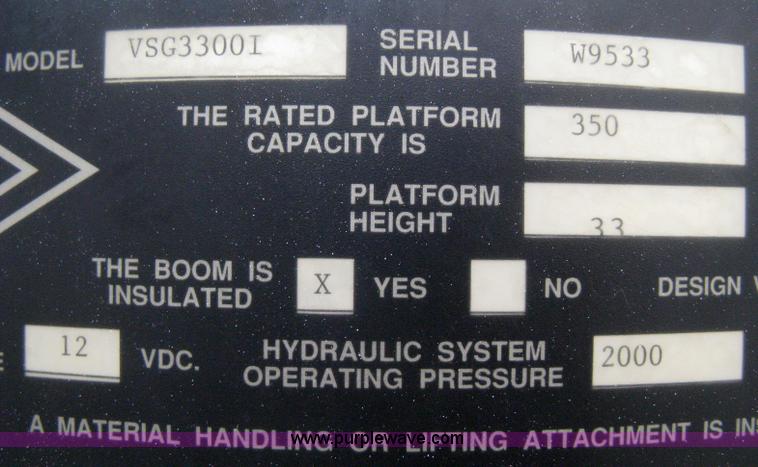 MODEL VSG3300I SERIAL NUMBER W9533
THE RATED PLATFORM CAPACITY IS 350
PLATFORM HEIGHT 33
THE BOOM IS INSULATED X YES NO DESIGN
12 VDC. HYDRAULIC SYSTEM OPERATING PRESSURE 2000
A MATERIAL HANDLING OR LIFTING ATTACHMENT IS
www.purplewave.com